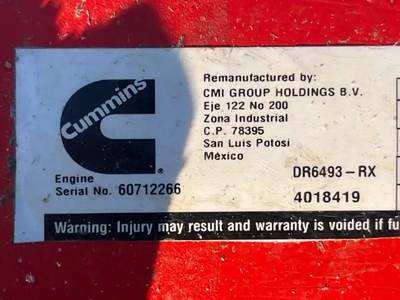 Cummins
Remanufactured by:
CMI GROUP HOLDINGS B.V.
Eje 122 No 200
Zona Industrial
C.P. 78395
San Luis Potosí
México
Engine
Serial No. 60712266
DR6493-RX
4018419
Warning: Injury may result and warranty is voided if fu